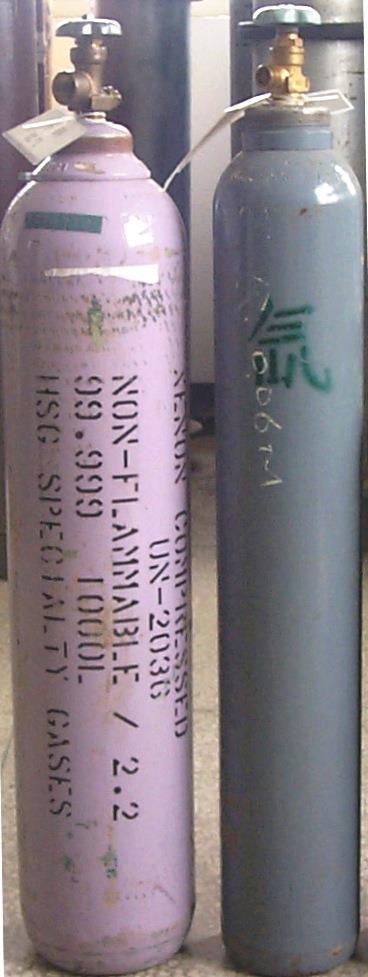 XENON COMPRESSED
UN-2036
NON-FLAMMABLE / 2.2
99.999 1000L
HSG SPECIALTY GASES
氙